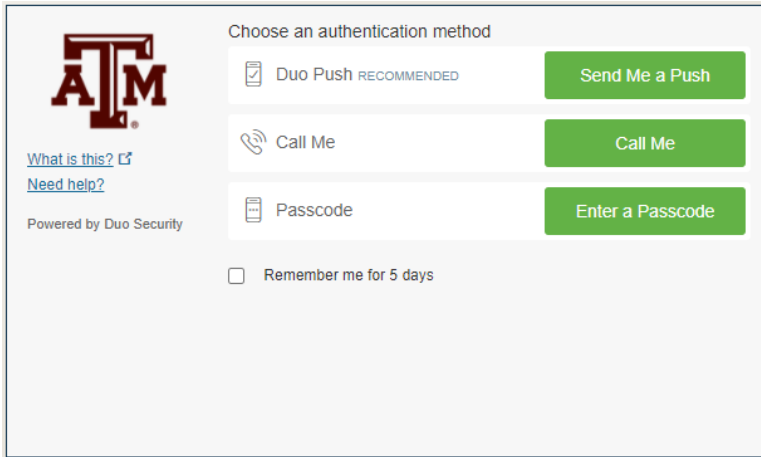 Choose an authentication method
ATM®
What is this?
Need help?
Powered by Duo Security
Duo Push RECOMMENDED
Send Me a Push
Call Me
Call Me
Passcode
Enter a Passcode
Remember me for 5 days